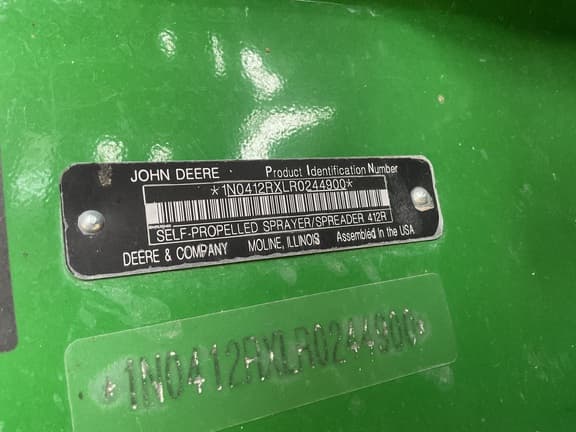 JOHN DEERE Product Identification Number
*1N0412RXLR0244900*
SELF-PROPELLED SPRAYER/SPREADER 412R
DEERE & COMPANY MOLINE, ILLINOIS Assembled in the USA
*1N0412RXLR0244900*